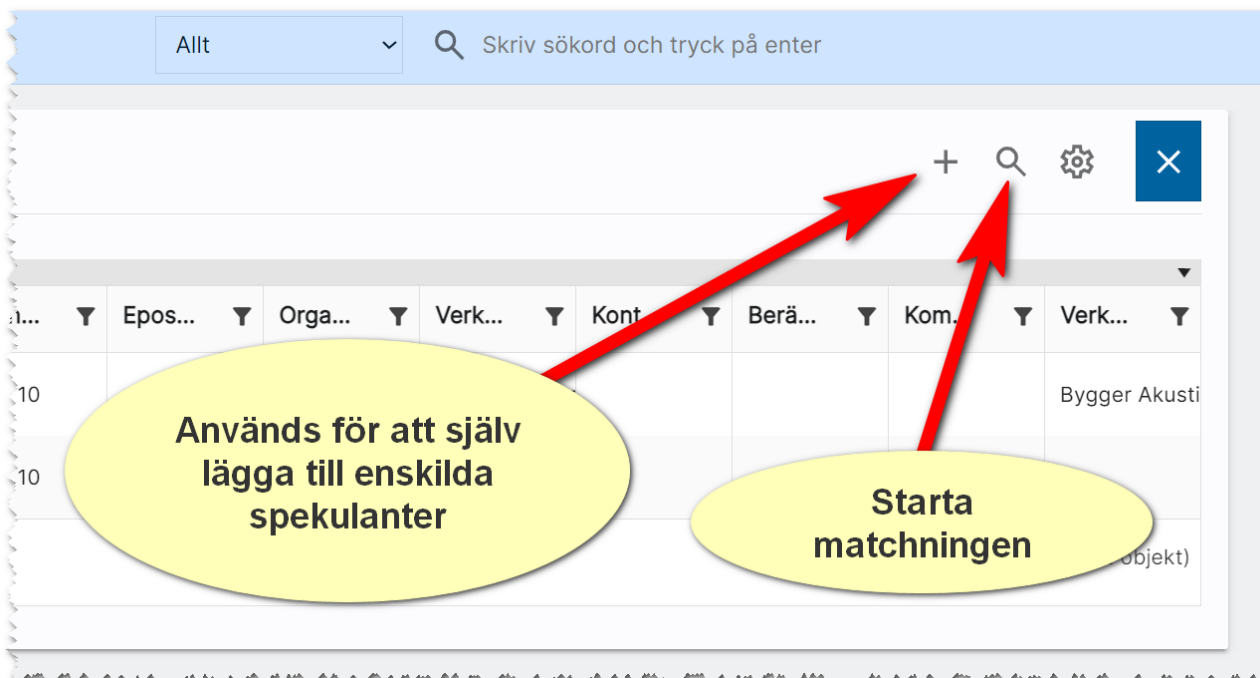 Allt
Skriv sökord och tryck på enter
Epos... Orga... Verk... Kont Berä... Kom. Verk...
10
Bygger Akusti
10
Används för att själv
lägga till enskilda
spekulanter
Starta
matchningen
objekt)